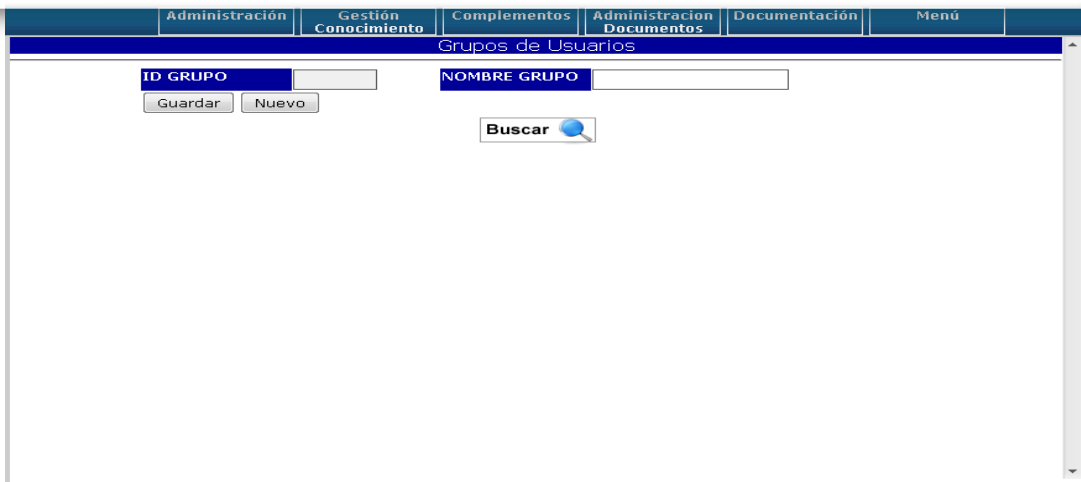 Administración Gestión Complementos Administracion Documentación Menú
Conocimiento Documentos
Grupos de Usuarios
ID GRUPO NOMBRE GRUPO
Guardar Nuevo
Buscar